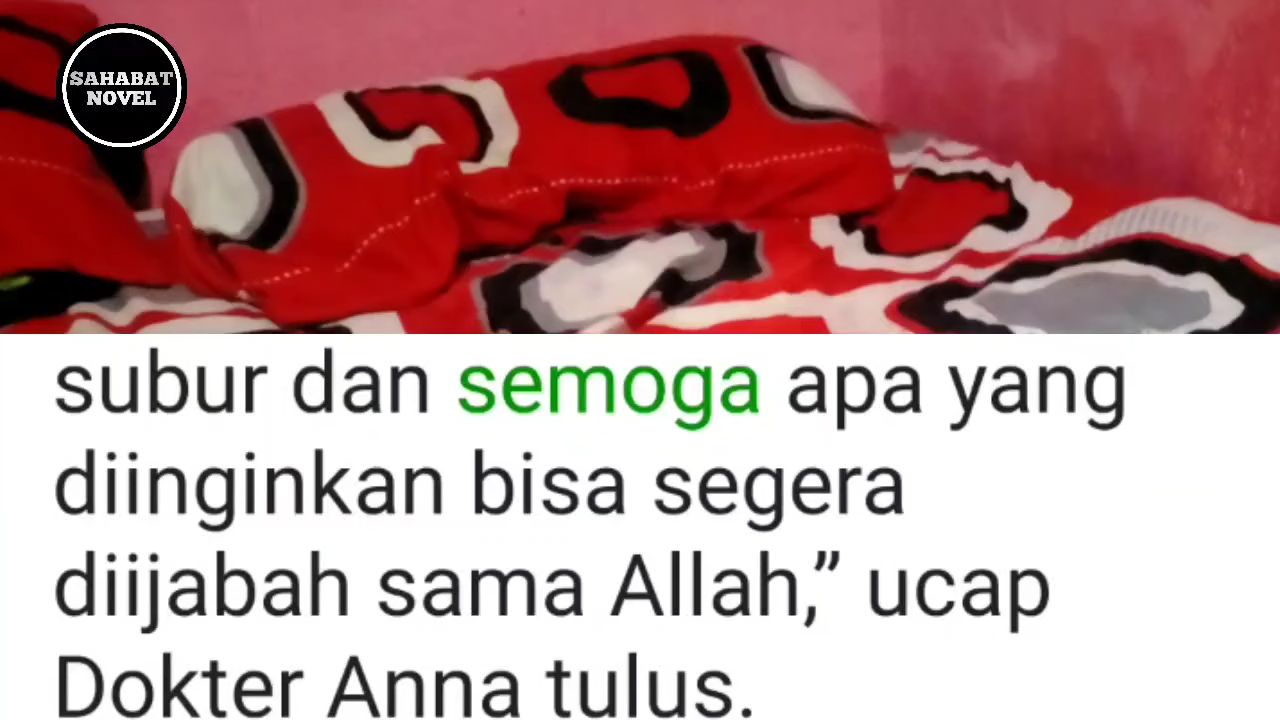 SAHABAT
NOVEL
subur dan semoga apa yang
diinginkan bisa segera
diijabah sama Allah,” ucap
Dokter Anna tulus.